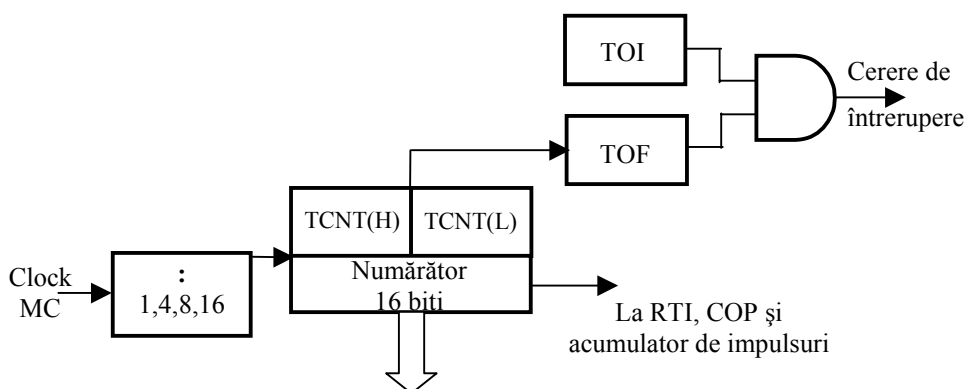 TOI
Cerere de
întrerupere
TOF
TCNT(H)
TCNT(L)
Clock
MC
:
1,4,8,16
Numărător
16 biți
La RTI, COP şi
acumulator de impulsuri